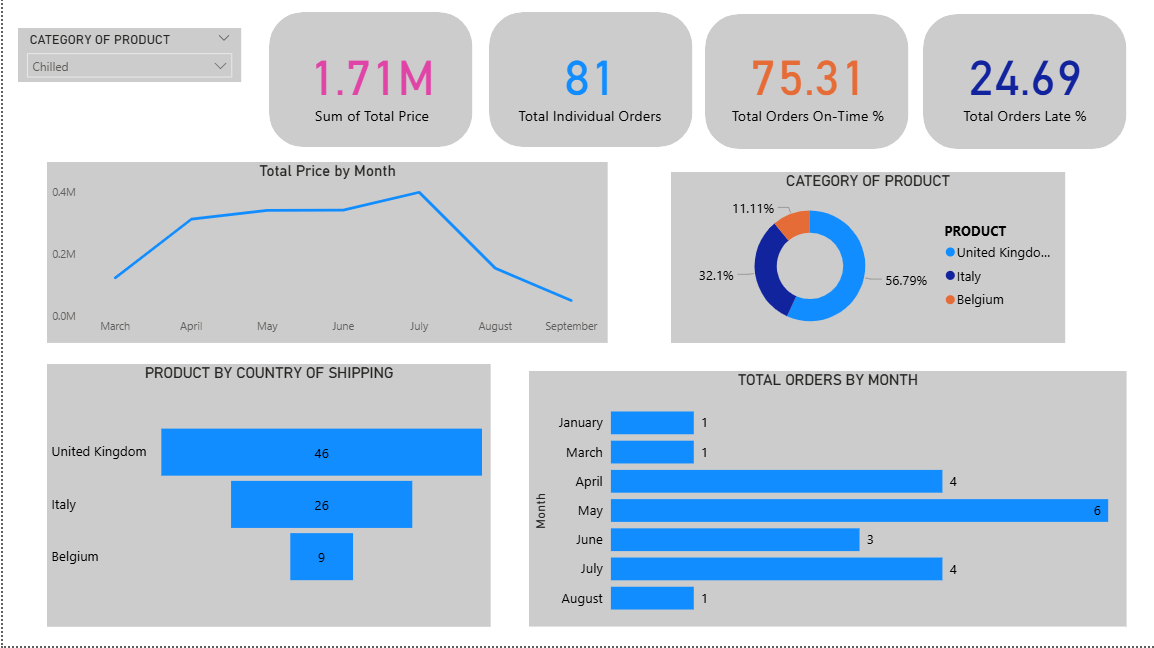 CATEGORY OF PRODUCT
Chilled
1.71M
Sum of Total Price
81
Total Individual Orders
75.31
Total Orders On-Time %
24.69
Total Orders Late %
Total Price by Month
0.4M
0.2M
0.0M
March April May June July August September
CATEGORY OF PRODUCT
11.11%
32.1%
56.79%
PRODUCT
United Kingdo...
Italy
Belgium
PRODUCT BY COUNTRY OF SHIPPING
United Kingdom 46
Italy 26
Belgium 9
TOTAL ORDERS BY MONTH
Month
January 1
March 1
April 4
May 6
June 3
July 4
August 1